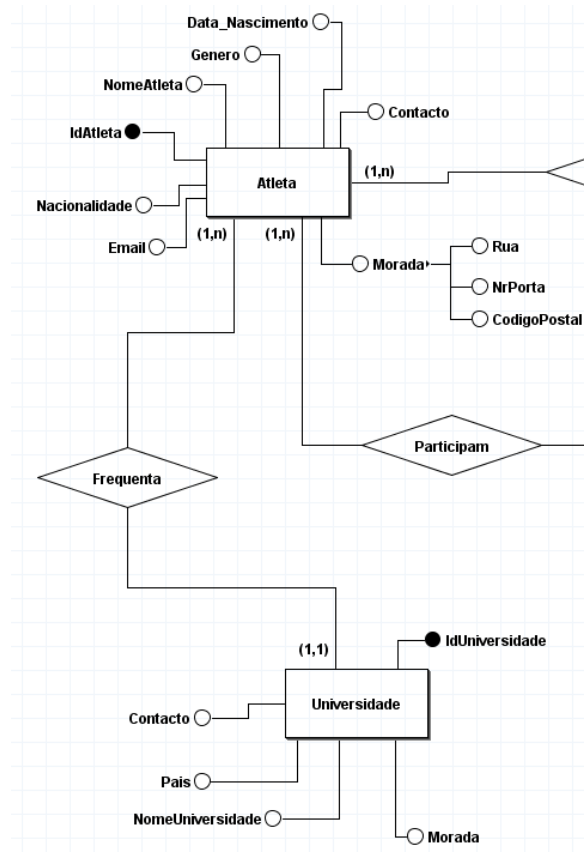 Data_Nascimento
Genero
NomeAtleta
Contacto
IdAtleta
(1,n)
Atleta
Nacionalidade
(1,n)
(1,n)
Email
Morada
Rua
NrPorta
CodigoPostal
Participam
Frequenta
IdUniversidade
(1,1)
Universidade
Contacto
Pais
NomeUniversidade
Morada